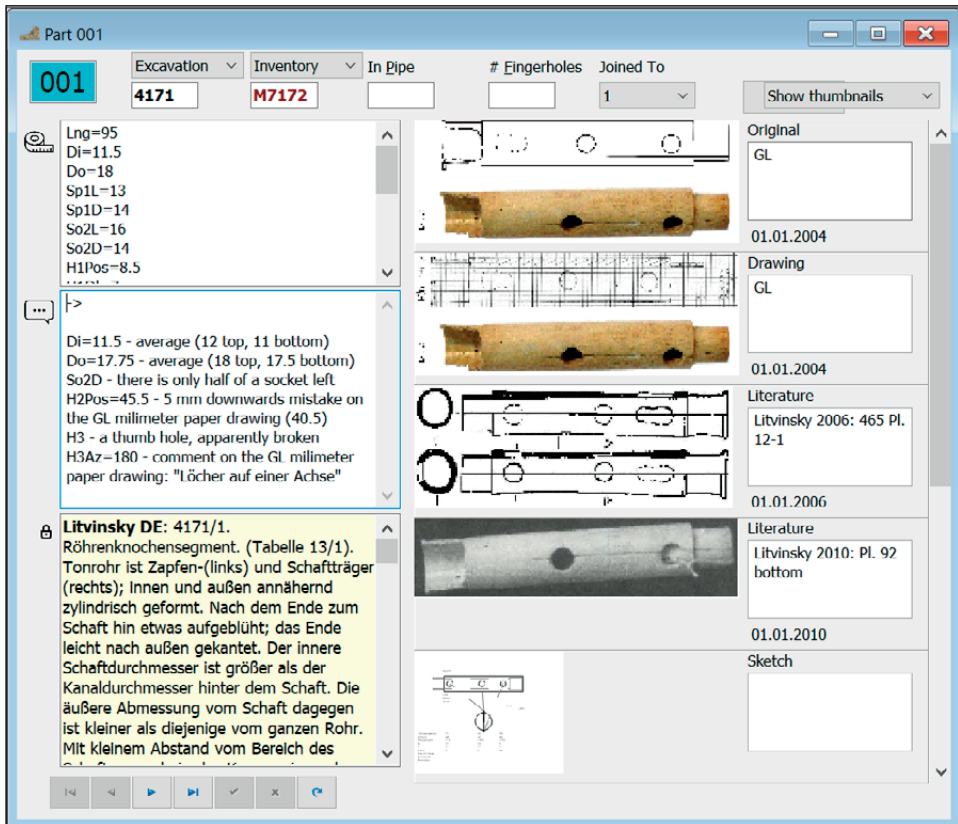 Part 001
001
Excavation
Inventory
In Pipe
# Fingerholes
Joined To
4171
M7172
1
Show thumbnails
Lng=95
Di=11.5
Do=18
Sp1L=13
Sp1D=14
So2L=16
So2D=14
H1Pos=8.5
->
Di=11.5 - average (12 top, 11 bottom)
Do=17.75 - average (18 top, 17.5 bottom)
So2D - there is only half of a socket left
H2Pos=45.5 - 5 mm downwards mistake on
the GL milimeter paper drawing (40.5)
H3 - a thumb hole, apparently broken
H3Az=180 - comment on the GL milimeter
paper drawing: "Löcher auf einer Achse"
Litvinsky DE: 4171/1.
Röhrenknochensegment. (Tabelle 13/1).
Tonrohr ist Zapfen-(links) und Schaftträger
(rechts); Innen und außen annähernd
zylindrisch geformt. Nach dem Ende zum
Schaft hin etwas aufgeblüht; das Ende
leicht nach außen gekantet. Der innere
Schaftdurchmesser ist größer als der
Kanaldurchmesser hinter dem Schaft. Die
äußere Abmessung vom Schaft dagegen
ist kleiner als diejenige vom ganzen Rohr.
Mit kleinem Abstand vom Bereich des
Original
GL
01.01.2004
Drawing
GL
01.01.2004
Literature
Litvinsky 2006: 465 Pl.
12-1
01.01.2006
Literature
Litvinsky 2010: Pl. 92
bottom
01.01.2010
Sketch